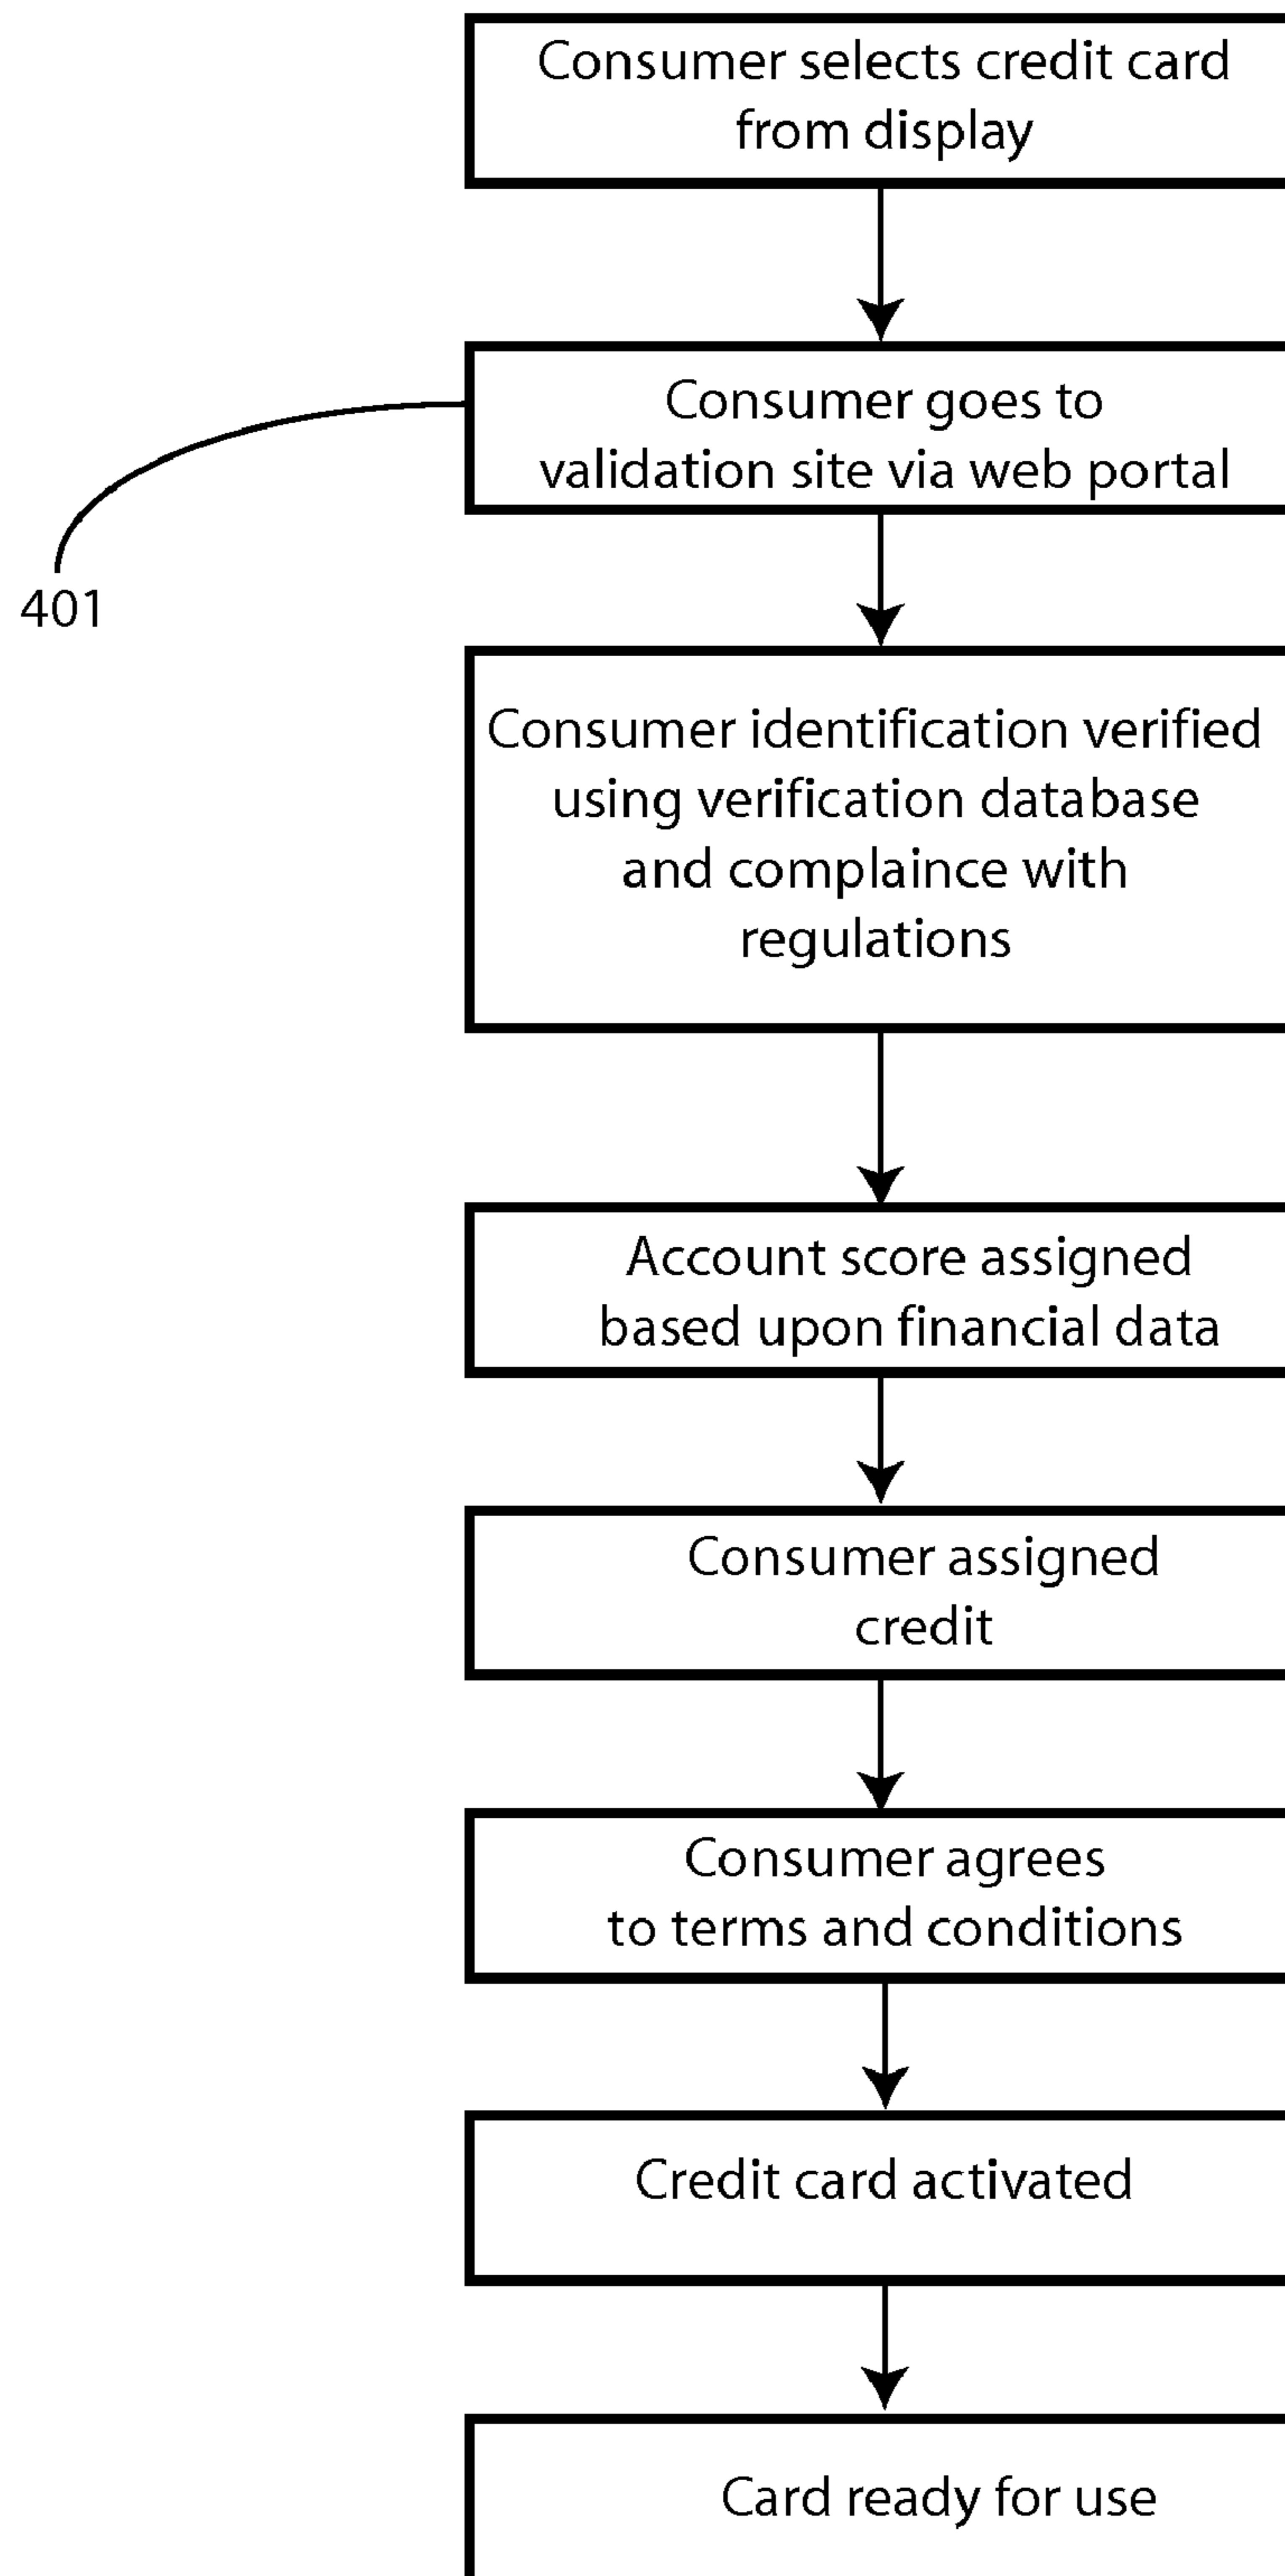 Consumer selects credit card
from display
Consumer goes to
validation site via web portal
401
Consumer identification verified
using verification database
and complaince with
regulations
Account score assigned
based upon financial data
Consumer assigned
credit
Consumer agrees
to terms and conditions
Credit card activated
Card ready for use